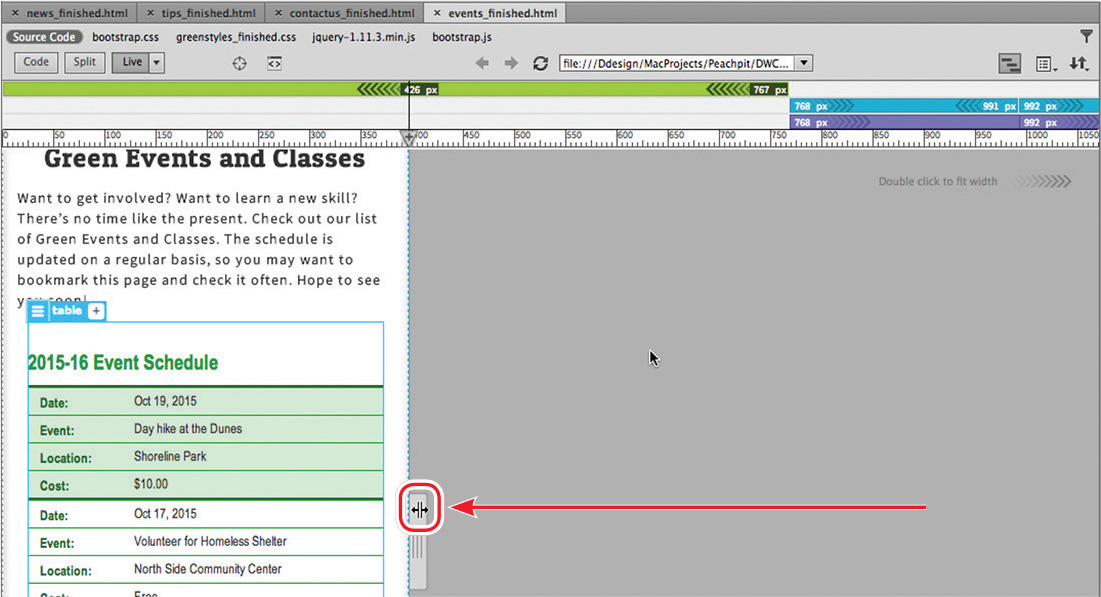 × news_finished.html × tips_finished.html × contactus_finished.html × events_finished.html
Source Code bootstrap.css greenstyles_finished.css jquery-1.11.3.min.js bootstrap.js
Code Split Live file:///Ddesign/MacProjects/Peachpit/DWC...
426 px 767 px
768 px 991 px 992 px
768 px 992 px
0 50 100 150 200 250 300 350 400 450 500 550 600 650 700 750 800 850 900 950 1000 1050
Green Events and Classes
Double click to fit width
Want to get involved? Want to learn a new skill?
There's no time like the present. Check out our list
of Green Events and Classes. The schedule is
updated on a regular basis, so you may want to
bookmark this page and check it often. Hope to see
you soon!
table +
2015-16 Event Schedule
Date: Oct 19, 2015
Event: Day hike at the Dunes
Location: Shoreline Park
Cost: $10.00
Date: Oct 17, 2015
Event: Volunteer for Homeless Shelter
Location: North Side Community Center
Cost: Free